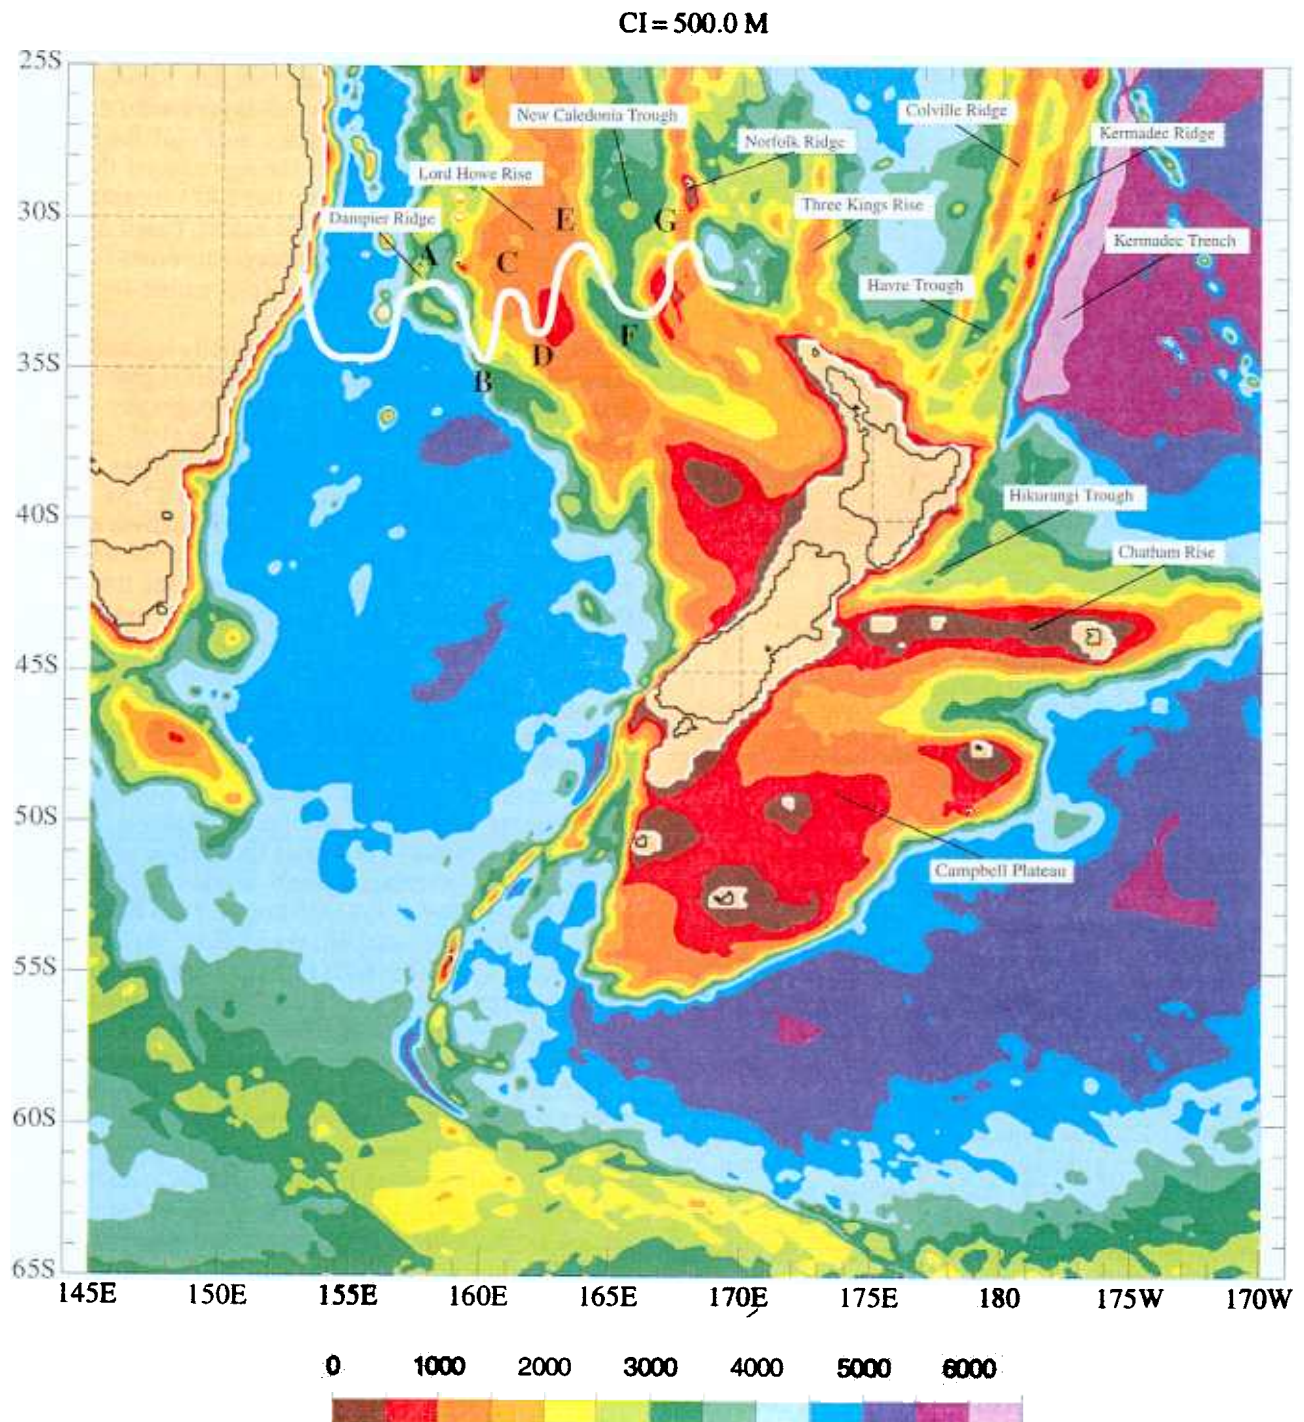 CI = 500.0 M
25S
New Caledonia Trough
Colville Ridge
Norfolk Ridge
Kermadec Ridge
Lord Howe Rise
30S
Dampier Ridge
E
G
Three Kings Rise
Kermadec Trench
A
C
Havre Trough
F
D
35S
B
Hikurangi Trough
40S
Chatham Rise
45S
50S
Campbell Plateau
55S
60S
65S
145E 150E 155E 160E 165E 170E 175E 180 175W 170W
0 1000 2000 3000 4000 5000 6000